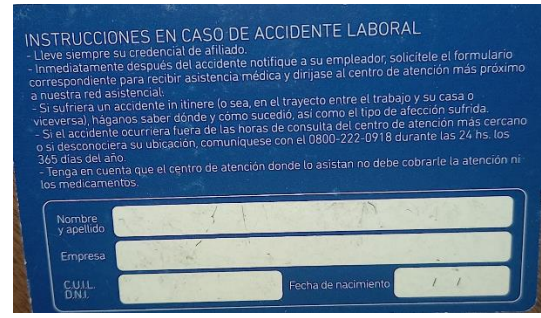 INSTRUCCIONES EN CASO DE ACCIDENTE LABORAL
- Lleve siempre su credencial de afiliado.
- Inmediatamente después del accidente notifique a su empleador, solicítele el formulario
correspondiente para recibir asistencia médica y diríjase al centro de atención más próximo
a nuestra red asistencial:
- Si sufriera un accidente in itinere (o sea, en el trayecto entre el trabajo y su casa o
viceversa), háganos saber dónde y cómo sucedió, así como el tipo de afección sufrida.
- Si el accidente ocurriera fuera de las horas de consulta del centro de atención más cercano
o si desconociera su ubicación, comuníquese con el 0800-222-0918 durante las 24 hs. los
365 días del año.
- Tenga en cuenta que el centro de atención donde lo asistan no debe cobrarle la atención ni
los medicamentos.
Nombre
y apellido
Empresa
C.U.I.L.
D.N.I.
Fecha de nacimiento / /